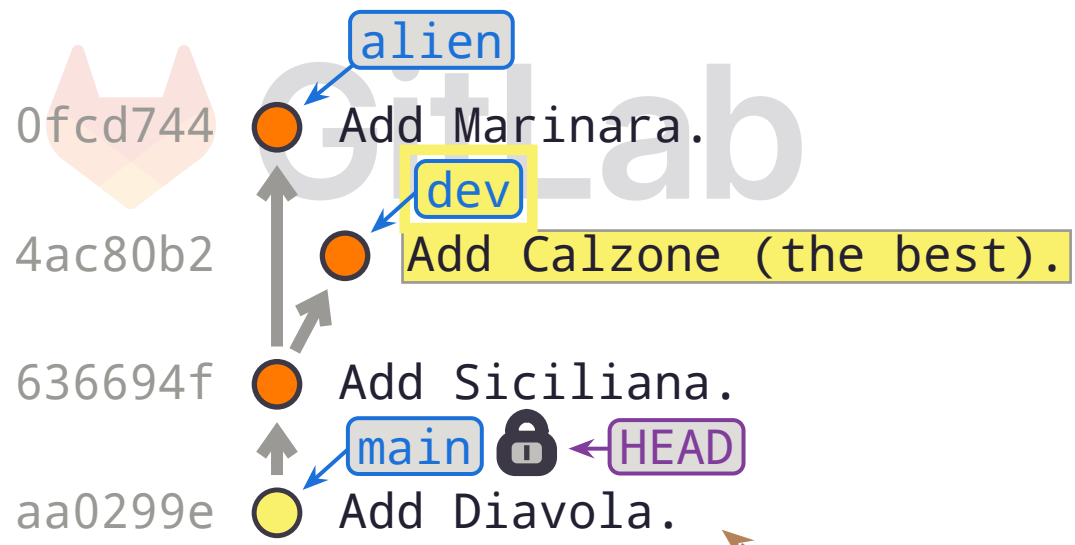 alien
GitLab
0fcd744 Add Marinara.
dev
4ac80b2 Add Calzone (the best).
636694f Add Siciliana.
main HEAD
aa0299e Add Diavola.